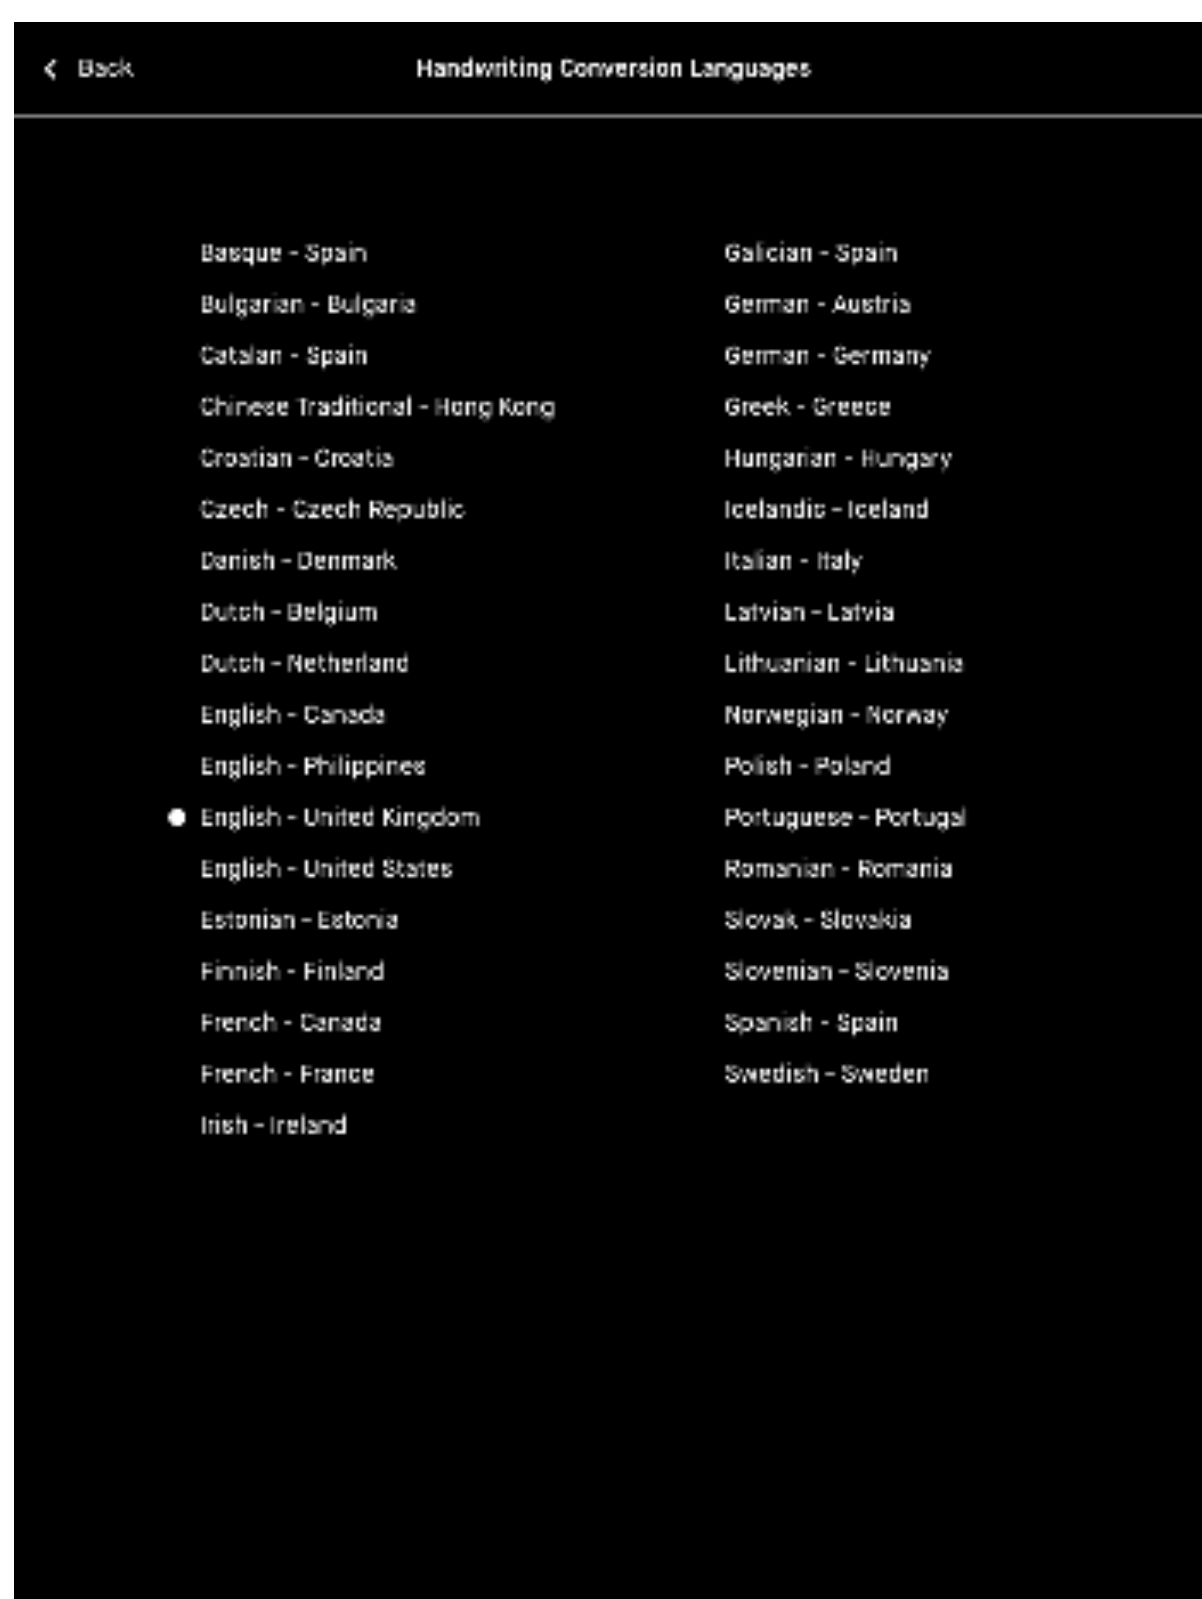 Back
Handwriting Conversion Languages
Basque - Spain
Bulgarian - Bulgaria
Catalan - Spain
Chinese Traditional - Hong Kong
Croatian - Croatia
Czech - Czech Republic
Danish - Denmark
Dutch - Belgium
Dutch - Netherland
English - Canada
English - Philippines
English - United Kingdom
English - United States
Estonian - Estonia
Finnish - Finland
French - Canada
French - France
Irish - Ireland
Galician - Spain
German - Austria
German - Germany
Greek - Greece
Hungarian - Hungary
Icelandic - Iceland
Italian - Italy
Latvian - Latvia
Lithuanian - Lithuania
Norwegian - Norway
Polish - Poland
Portuguese - Portugal
Romanian - Romania
Slovak - Slovakia
Slovenian - Slovenia
Spanish - Spain
Swedish - Sweden